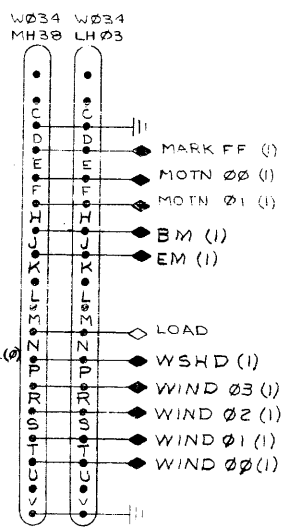 WØ34 WØ34
MH38 LHØ3
C C
D D
MARK FF (1)
E E
MOTN ØØ (1)
F F
MOTN Ø1 (1)
H H
BM (1)
J J
EM (1)
K K
L L
M M
LOAD
(Ø) N N
WSHD (1)
P P
WIND Ø3 (1)
R R
WIND Ø2 (1)
S S
WIND Ø1 (1)
T T
WIND ØØ (1)
U U
V V